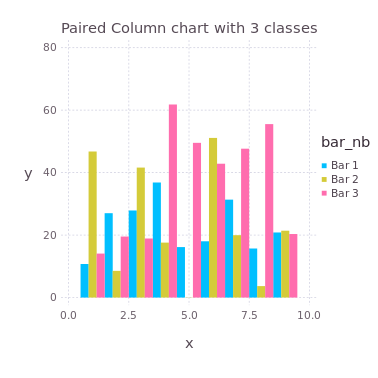 Paired Column chart with 3 classes
80
60
40
20
0
y
0.0 2.5 5.0 7.5 10.0
x
bar_nb
Bar 1
Bar 2
Bar 3